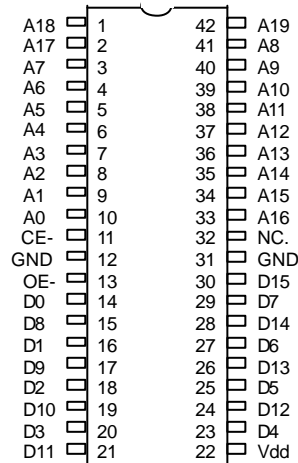 A18 1 42 A19
A17 2 41 A8
A7 3 40 A9
A6 4 39 A10
A5 5 38 A11
A4 6 37 A12
A3 7 36 A13
A2 8 35 A14
A1 9 34 A15
A0 10 33 A16
CE- 11 32 NC.
GND 12 31 GND
OE- 13 30 D15
D0 14 29 D7
D8 15 28 D14
D1 16 27 D6
D9 17 26 D13
D2 18 25 D5
D10 19 24 D12
D3 20 23 D4
D11 21 22 Vdd